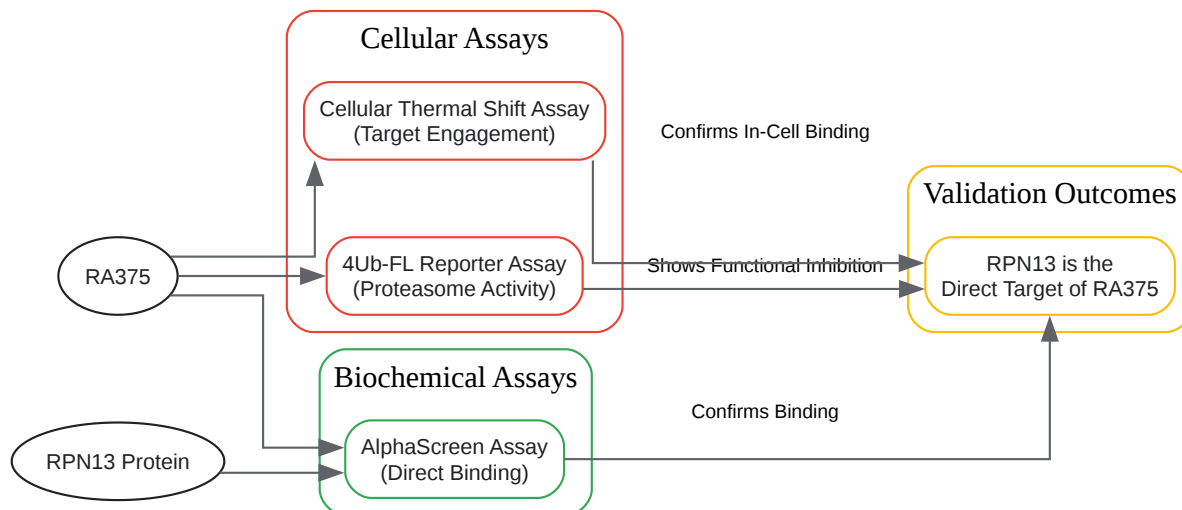 Cellular Assays
Cellular Thermal Shift Assay
(Target Engagement)
Confirms In-Cell Binding
Validation Outcomes
RA375
4Ub-FL Reporter Assay
(Proteasome Activity)
Shows Functional Inhibition
RPN13 is the
Direct Target of RA375
Biochemical Assays
Confirms Binding
RPN13 Protein
AlphaScreen Assay
(Direct Binding)